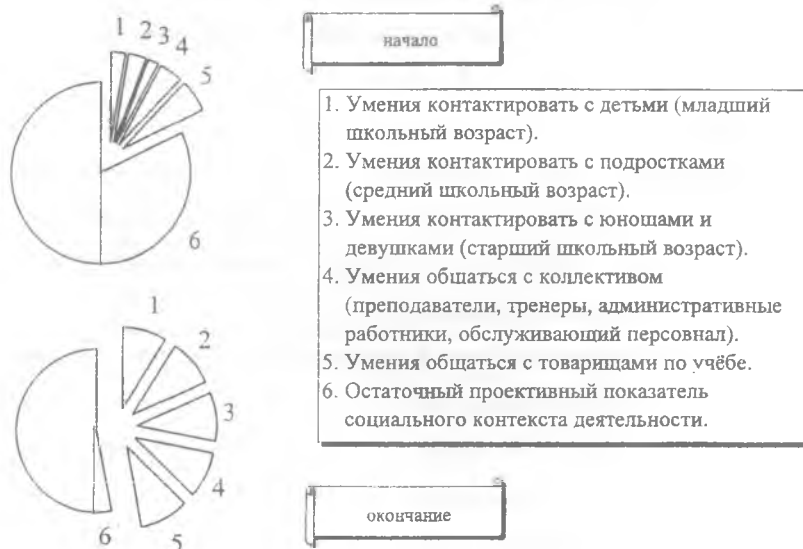 1 2 3 4
5
6
начало
1. Умения контактировать с детьми (младший
школьный возраст).
2. Умения контактировать с подростками
(средний школьный возраст).
3. Умения контактировать с юношами и
девушками (старший школьный возраст).
4. Умения общаться с коллективом
(преподаватели, тренеры, административные
работники, обслуживающий персовнал).
5. Умения общаться с товарищами по учёбе.
6. Остаточный проективный показатель
социального контекста деятельности.
1
2
3
4
5
6
окончание